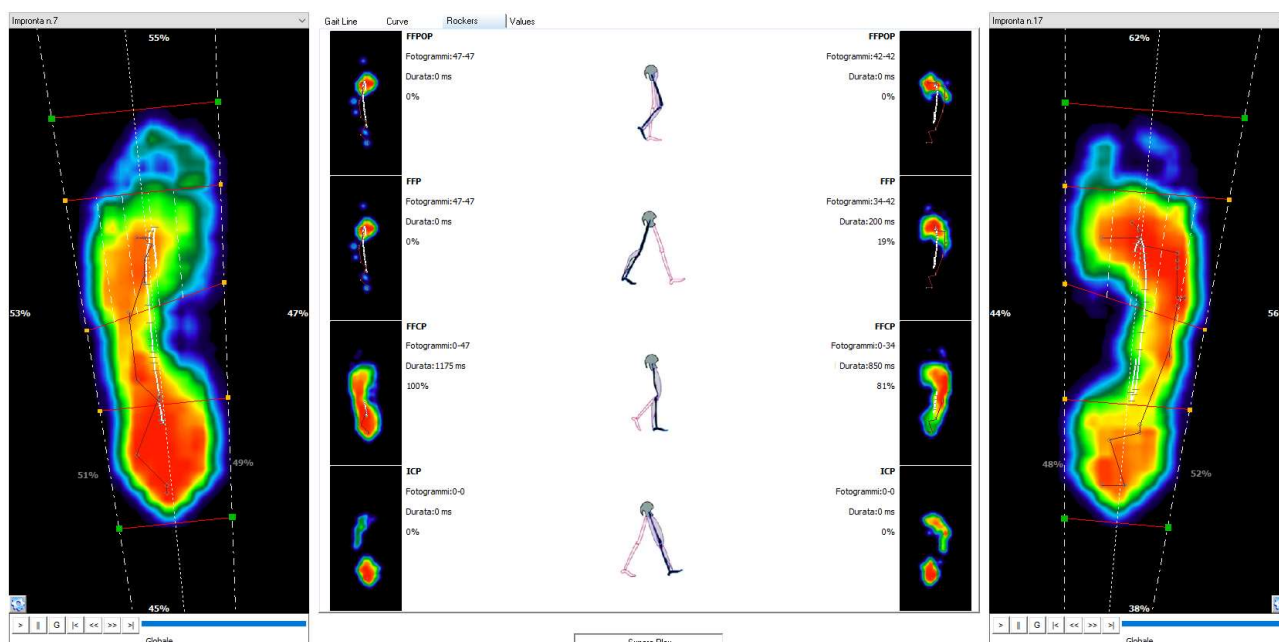 Impronta n.7
55%
53%
47%
51%
49%
45%
> || G |< << >> >|
Globale
Gait Line Curve Rockers Values
FFPOP
Fotogrammi:47-47
Durata:0 ms
0%
FFPOP
Fotogrammi:42-42
Durata:0 ms
0%
FFP
Fotogrammi:47-47
Durata:0 ms
0%
FFP
Fotogrammi:34-42
Durata:200 ms
19%
FFCP
Fotogrammi:0-47
Durata:1175 ms
100%
FFCP
Fotogrammi:0-34
Durata:850 ms
81%
ICP
Fotogrammi:0-0
Durata:0 ms
0%
ICP
Fotogrammi:0-0
Durata:0 ms
0%
Impronta n.17
62%
44%
48%
52%
38%
> || G |< << >> >|
Globale